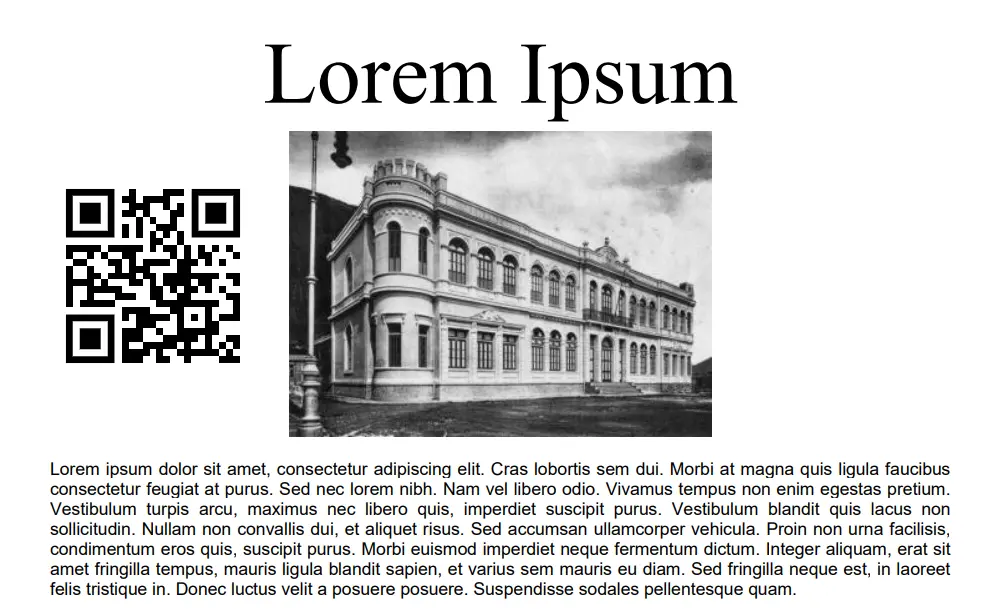 Lorem Ipsum
Lorem ipsum dolor sit amet, consectetur adipiscing elit. Cras lobortis sem dui. Morbi at magna quis ligula faucibus
consectetur feugiat at purus. Sed nec lorem nibh. Nam vel libero odio. Vivamus tempus non enim egestas pretium.
Vestibulum turpis arcu, maximus nec libero quis, imperdiet suscipit purus. Vestibulum blandit quis lacus non
sollicitudin. Nullam non convallis dui, et aliquet risus. Sed accumsan ullamcorper vehicula. Proin non urna facilisis,
condimentum eros quis, suscipit purus. Morbi euismod imperdiet neque fermentum dictum. Integer aliquam, erat sit
amet fringilla tempus, mauris ligula blandit sapien, et varius sem mauris eu diam. Sed fringilla neque est, in laoreet
felis tristique in. Donec luctus velit a posuere posuere. Suspendisse sodales pellentesque quam.